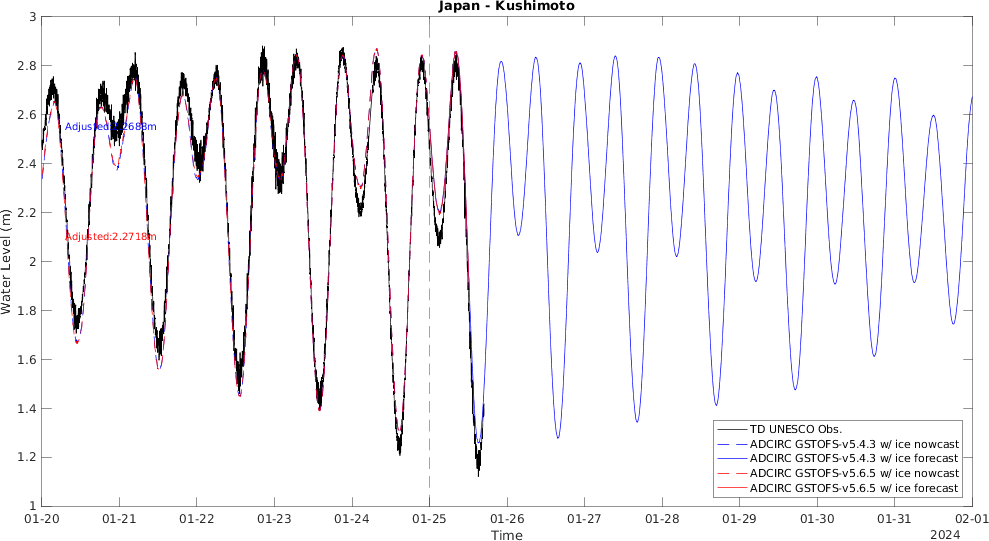 Japan - Kushimoto
3
2.8
2.6
2.4
2.2
2
1.8
1.6
1.4
1.2
1
Water Level (m)
Adjusted:2.2718m
TD UNESCO Obs.
ADCIRC GSTOFS-v5.4.3 w/ ice nowcast
ADCIRC GSTOFS-v5.4.3 w/ ice forecast
ADCIRC GSTOFS-v5.6.5 w/ ice nowcast
ADCIRC GSTOFS-v5.6.5 w/ ice forecast
01-20 01-21 01-22 01-23 01-24 01-25 01-26 01-27 01-28 01-29 01-30 01-31 02-01
Time
2024